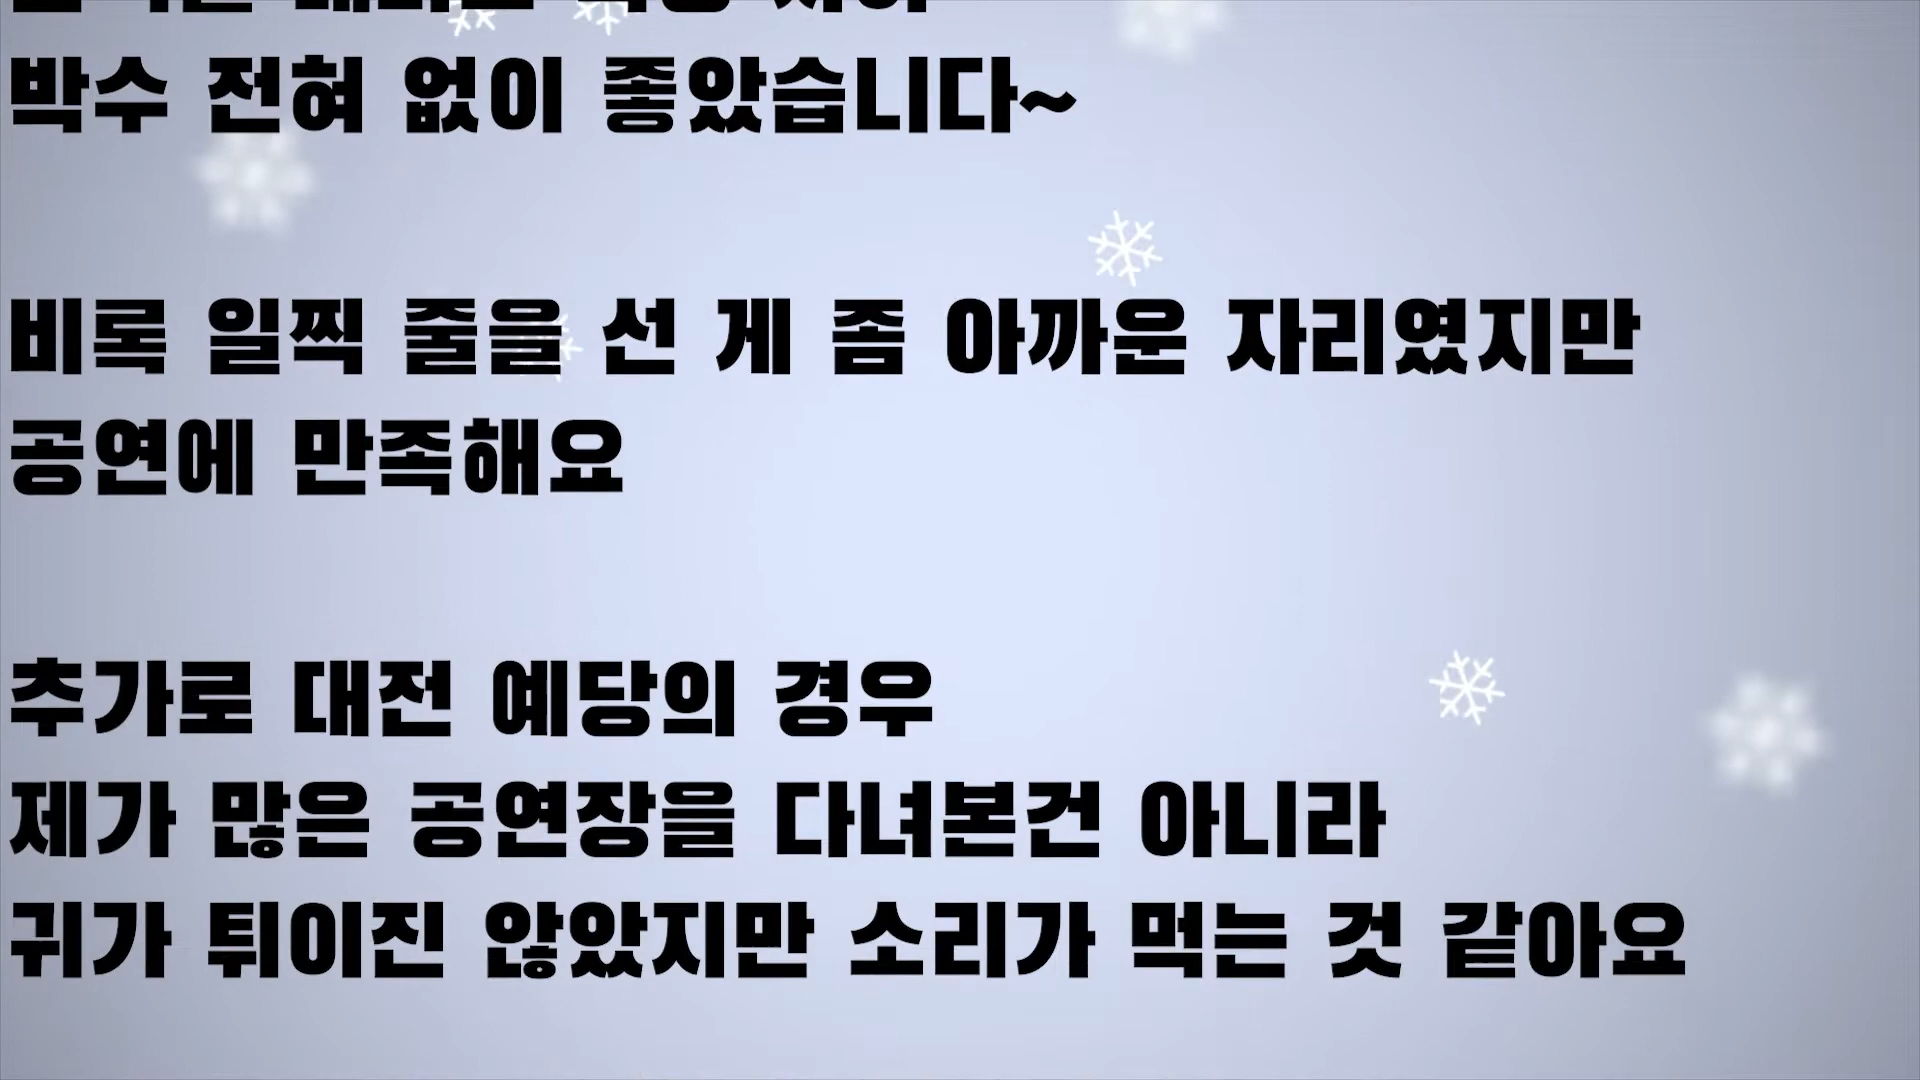 박수 전혀 없이 좋았습니다~
비록 일찍 줄을 선 게 좀 아까운 자리였지만
공연에 만족해요
추가로 대전 예당의 경우
제가 많은 공연장을 다녀본건 아니라
귀가 튀이진 않았지만 소리가 먹는 것 같아요